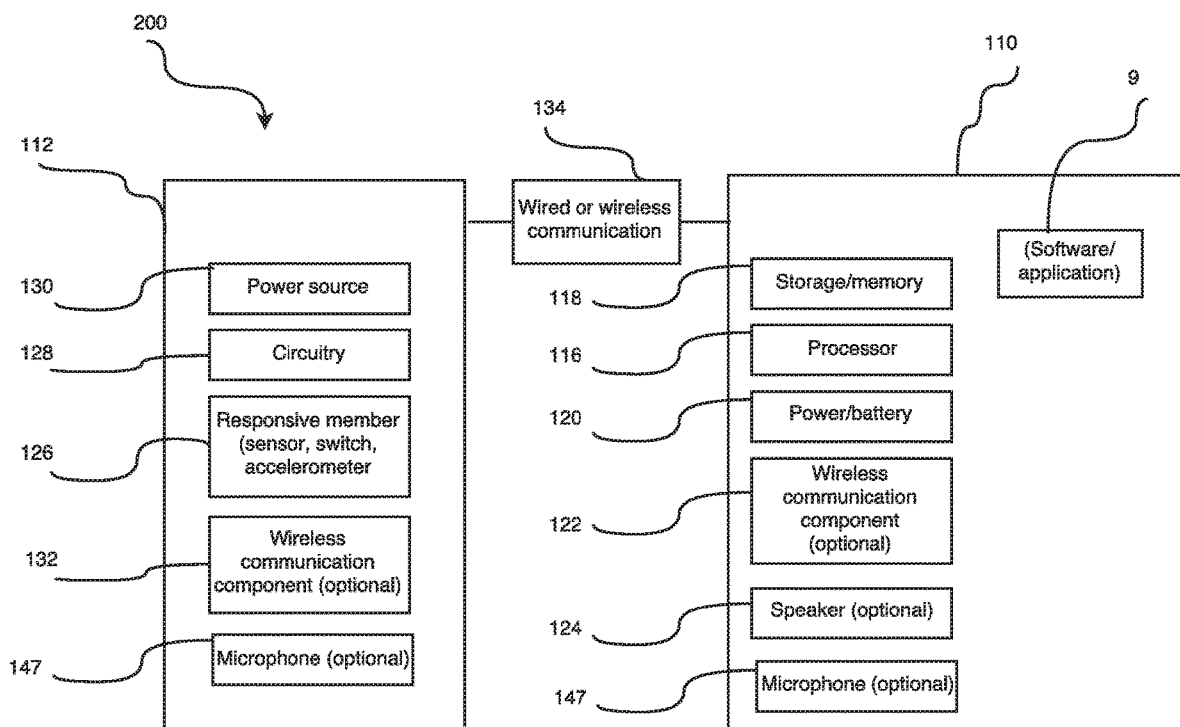 200
110
9
134
112
Wired or wireless
communication
(Software/
application)
130
Power source
118
Storage/memory
128
Circuitry
116
Processor
126
Responsive member
(sensor, switch,
accelerometer
120
Power/battery
122
Wireless
communication
component
(optional)
132
Wireless
communication
component (optional)
124
Speaker (optional)
147
Microphone (optional)
147
Microphone (optional)